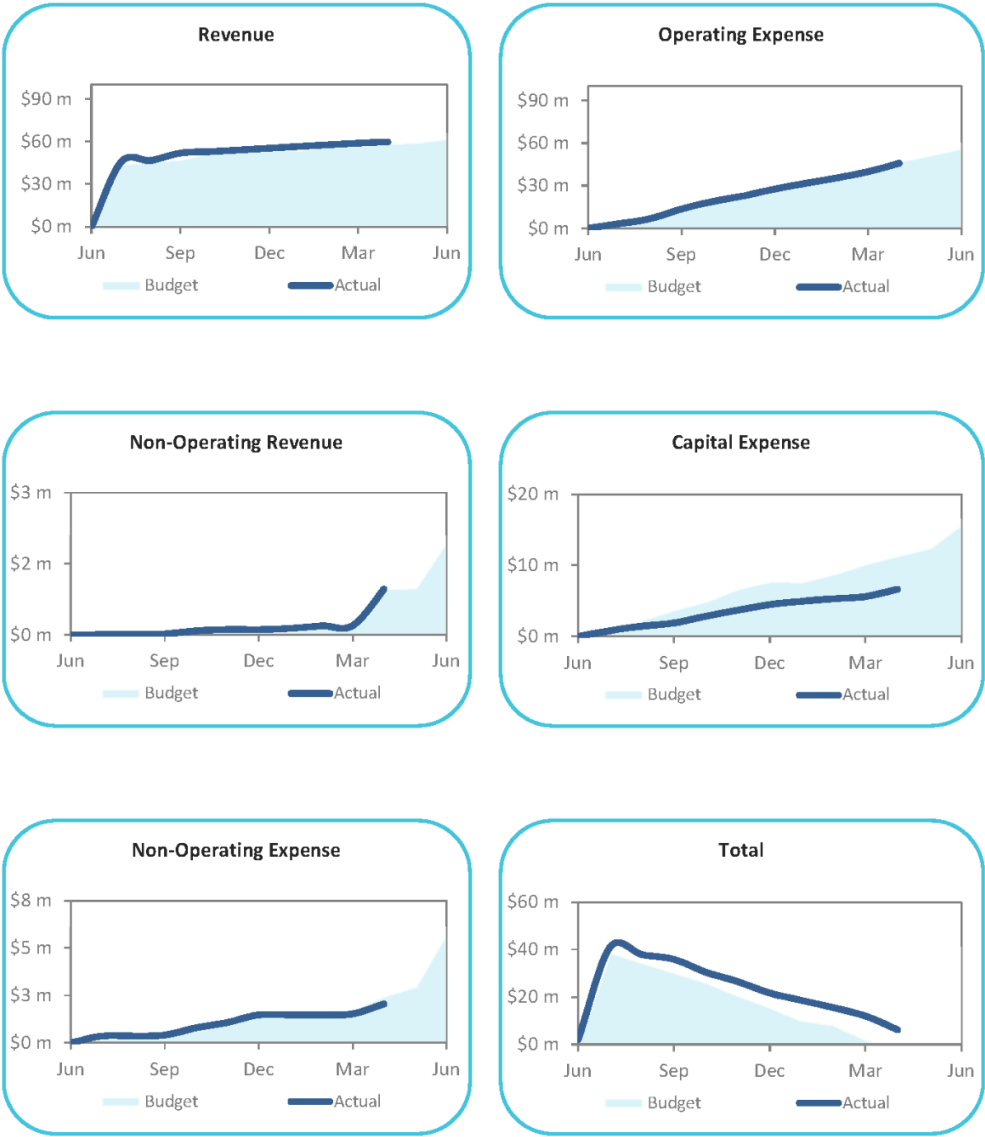 Revenue
$90 m
$60 m
$30 m
$0 m
Jun Sep Dec Mar Jun
Budget Actual
Operating Expense
$90 m
$60 m
$30 m
$0 m
Jun Sep Dec Mar Jun
Budget Actual
Non-Operating Revenue
$3 m
$2 m
$0 m
Jun Sep Dec Mar Jun
Budget Actual
Capital Expense
$20 m
$10 m
$0 m
Jun Sep Dec Mar Jun
Budget Actual
Non-Operating Expense
$8 m
$5 m
$3 m
$0 m
Jun Sep Dec Mar Jun
Budget Actual
Total
$60 m
$40 m
$20 m
$0 m
Jun Sep Dec Mar Jun
Budget Actual